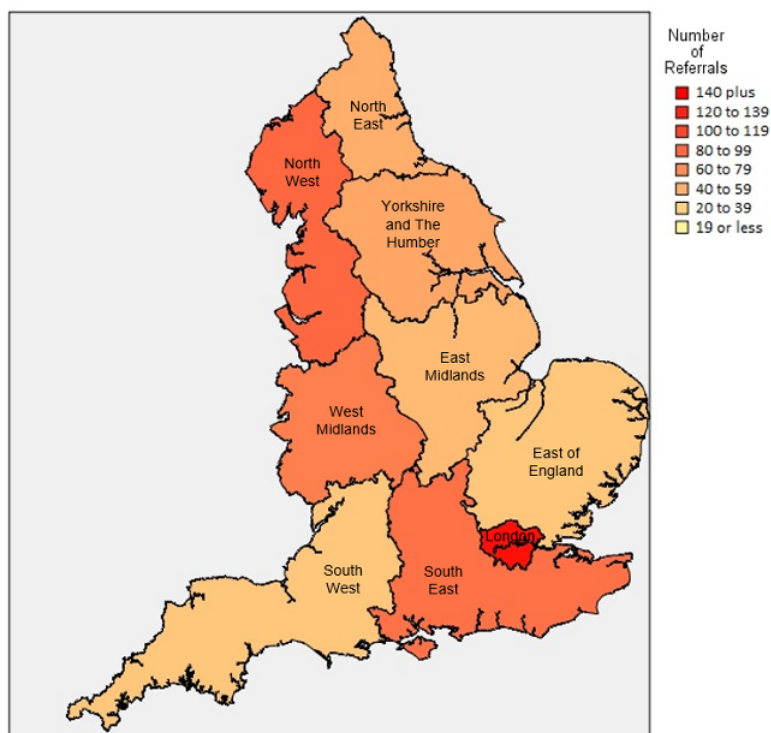 Number
of
Referrals
140 plus
120 to 139
100 to 119
80 to 99
60 to 79
40 to 59
20 to 39
19 or less
North
East
North
West
Yorkshire
and The
Humber
East
Midlands
West
Midlands
East of
England
London
South
West
South
East